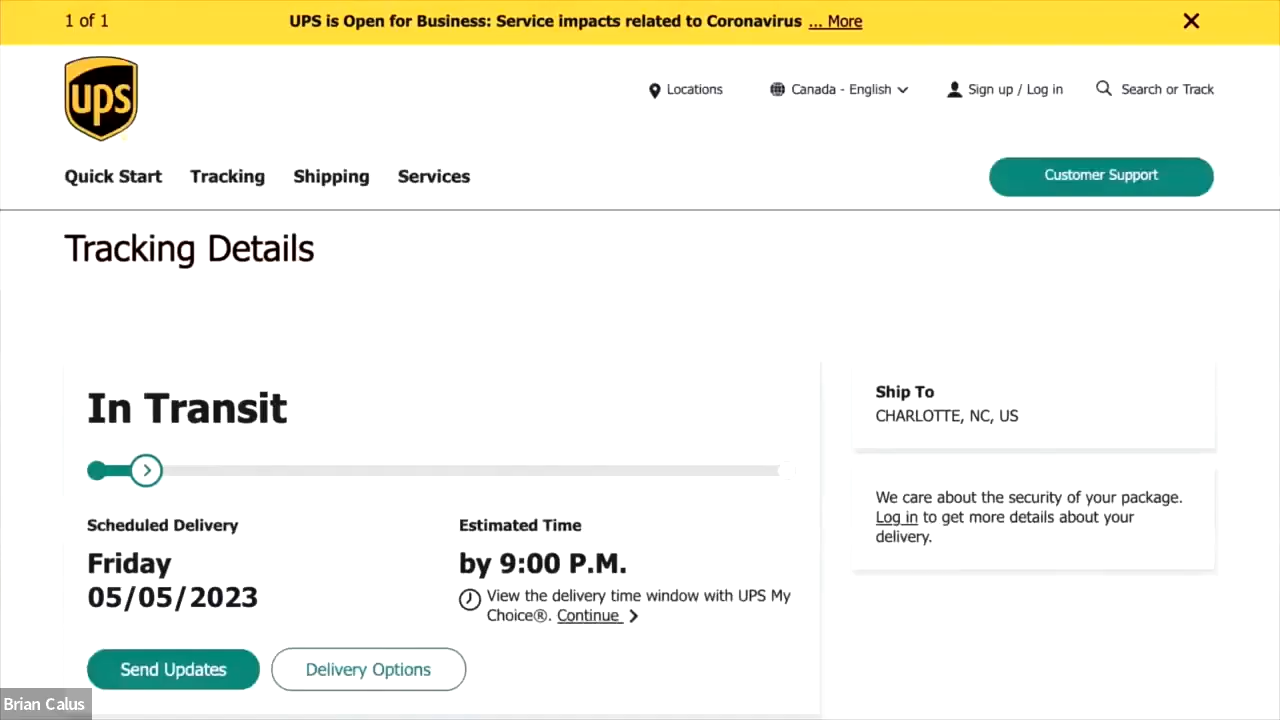 1 of 1
UPS is Open for Business: Service impacts related to Coronavirus ... More
ups
Locations
Canada - English
Sign up / Log in
Search or Track
Quick Start
Tracking
Shipping
Services
Customer Support
Tracking Details
In Transit
Scheduled Delivery
Friday
05/05/2023
Estimated Time
by 9:00 P.M.
View the delivery time window with UPS My
Choice®. Continue
Send Updates
Delivery Options
Ship To
CHARLOTTE, NC, US
We care about the security of your package.
Log in to get more details about your
delivery.
Brian Calus